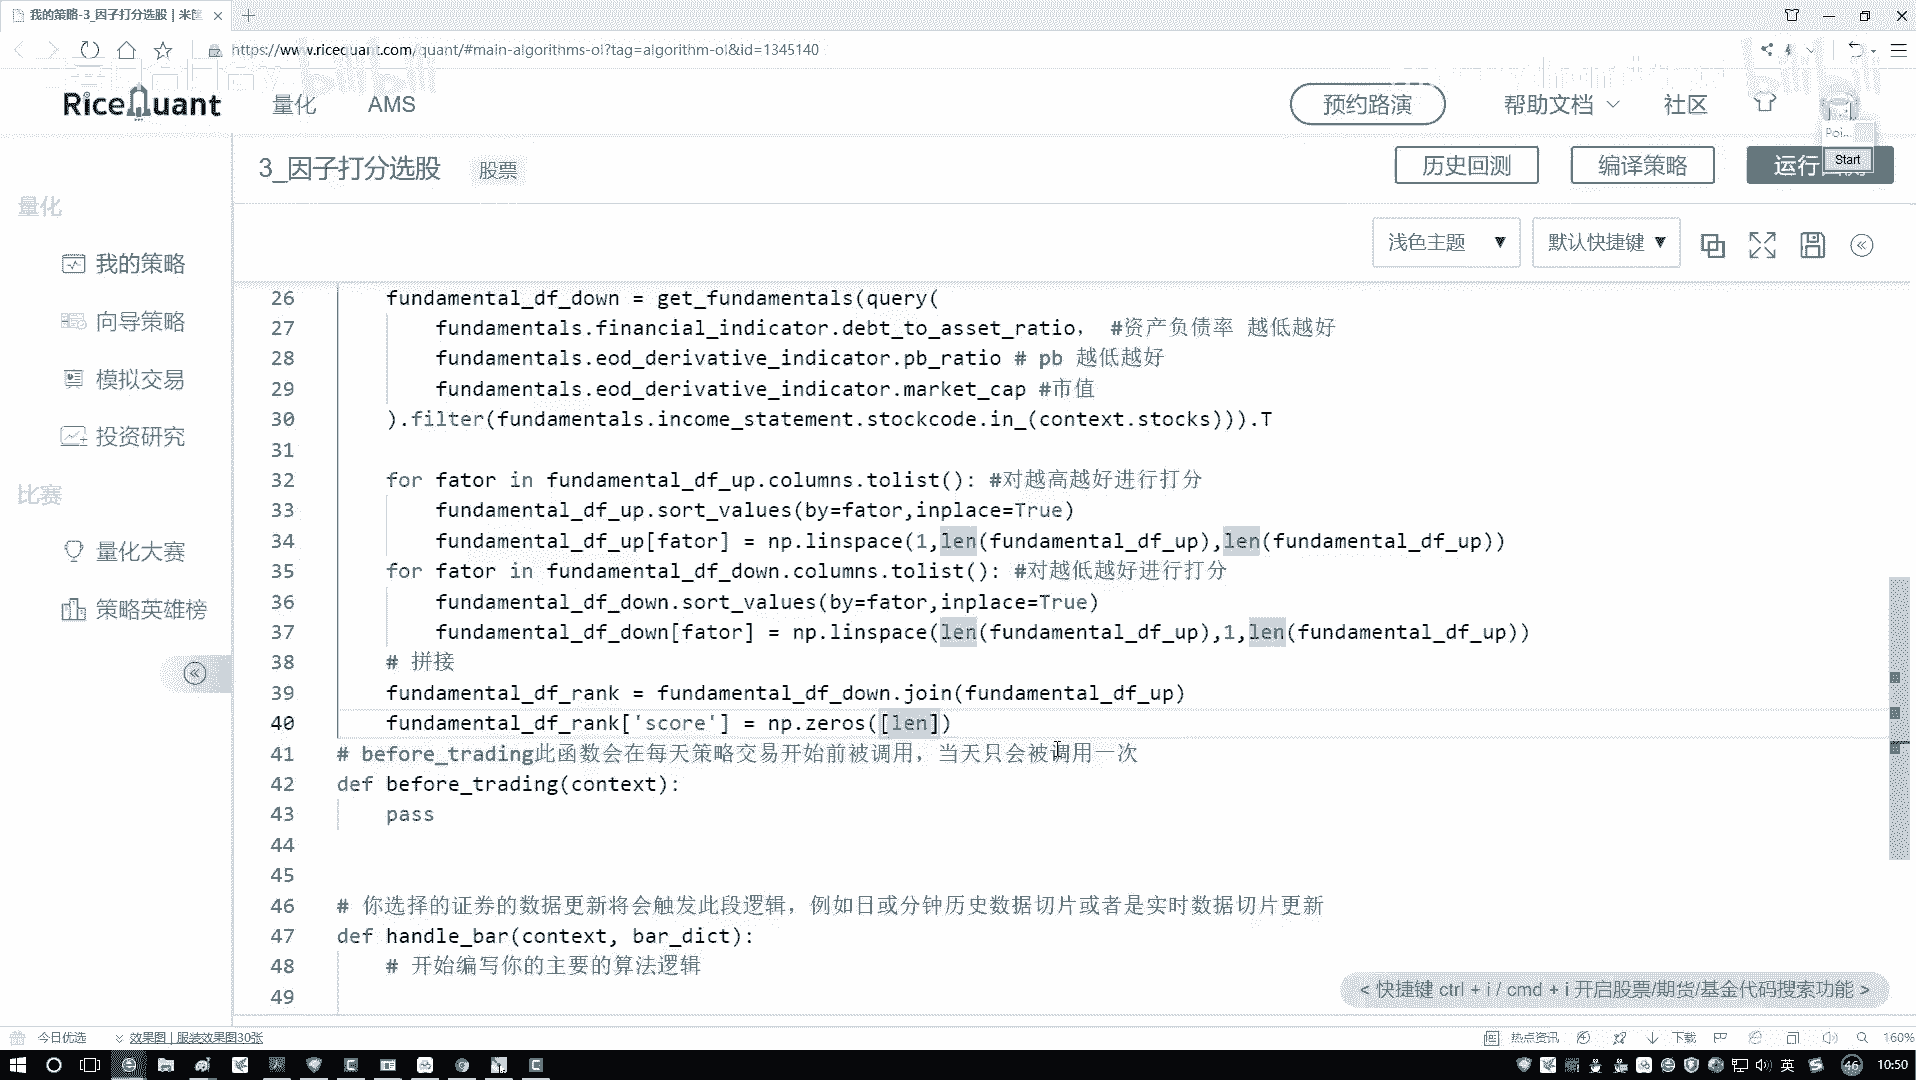 我的策略-3_因子打分选股 | 米
https://www.ricequant.com/quant/#main-algorithms-ol?tag=algorithm-ol&id=1345140
bilibili
RiceQuant
量化
AMS
预约路演
帮助文档
社区
Poi...
Start
3_因子打分选股
股票
历史回测
编译策略
运行
浅色主题
默认快捷键
量化
我的策略
向导策略
模拟交易
投资研究
比赛
量化大赛
策略英雄榜
26 fundamental_df_down = get_fundamentals(query(
27 fundamentals.financial_indicator.debt_to_asset_ratio， #资产负债率 越低越好
28 fundamentals.eod_derivative_indicator.pb_ratio # pb 越低越好
29 fundamentals.eod_derivative_indicator.market_cap #市值
30 ).filter(fundamentals.income_statement.stockcode.in_(context.stocks))).T
31
32 for fator in fundamental_df_up.columns.tolist(): #对越高越好进行打分
33 fundamental_df_up.sort_values(by=fator,inplace=True)
34 fundamental_df_up[fator] = np.linspace(1,len(fundamental_df_up),len(fundamental_df_up))
35 for fator in fundamental_df_down.columns.tolist(): #对越低越好进行打分
36 fundamental_df_down.sort_values(by=fator,inplace=True)
37 fundamental_df_down[fator] = np.linspace(len(fundamental_df_up),1,len(fundamental_df_up))
38 # 拼接
39 fundamental_df_rank = fundamental_df_down.join(fundamental_df_up)
40 fundamental_df_rank['score'] = np.zeros([len])
41 # before_trading此函数会在每天策略交易开始前被调用，当天只会被调用一次
42 def before_trading(context):
43 pass
44
45
46 # 你选择的证券的数据更新将会触发此段逻辑，例如日或分钟历史数据切片或者是实时数据切片更新
47 def handle_bar(context, bar_dict):
48 # 开始编写你的主要的算法逻辑
49
< 快捷键 ctrl + i / cmd + i 开启股票/期货/基金代码搜索功能 >
今日优选
效果图 | 服装效果图30张
热点资讯
下载
160%
英
46
10:50